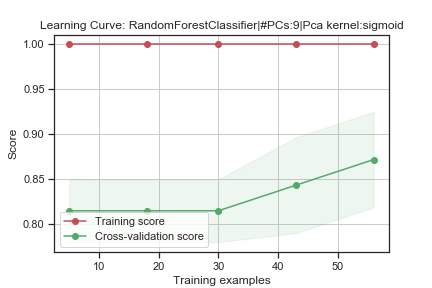 Learning Curve: RandomForestClassifier|#PCs:9|Pca kernel:sigmoid
1.00
0.95
0.90
0.85
0.80
Score
Training score
Cross-validation score
10 20 30 40 50
Training examples